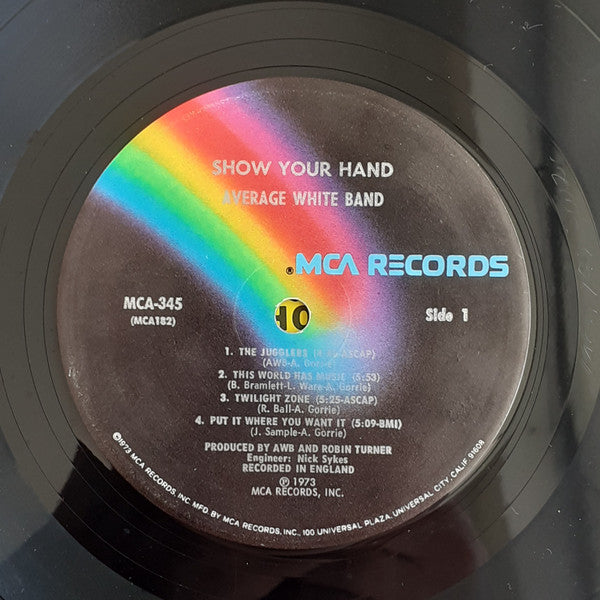 SHOW YOUR HAND
AVERAGE WHITE BAND
MCA RECORDS
MCA-345
(MCA182)
Side 1
10
1. THE JUGGLERS
(AWB-A.
2. THIS WORLD HAS MUSIC (5:53)
(B. Bramlett-L. Ware-A. Gorrie)
3. TWILIGHT ZONE (5:25-ASCAP)
(R. Ball-A. Gorrie)
4. PUT IT WHERE YOU WANT IT (5:09-BMI)
(J. Sample-A. Gorrie)
PRODUCED BY AWB AND ROBIN TURNER
Engineer: Nick Sykes
RECORDED IN ENGLAND
℗ 1973
MCA RECORDS, INC.
©1973 MCA RECORDS, INC. MFD BY MCA RECORDS, INC., 100 UNIVERSAL PLAZA, UNIVERSAL CITY, CALIF. 91608